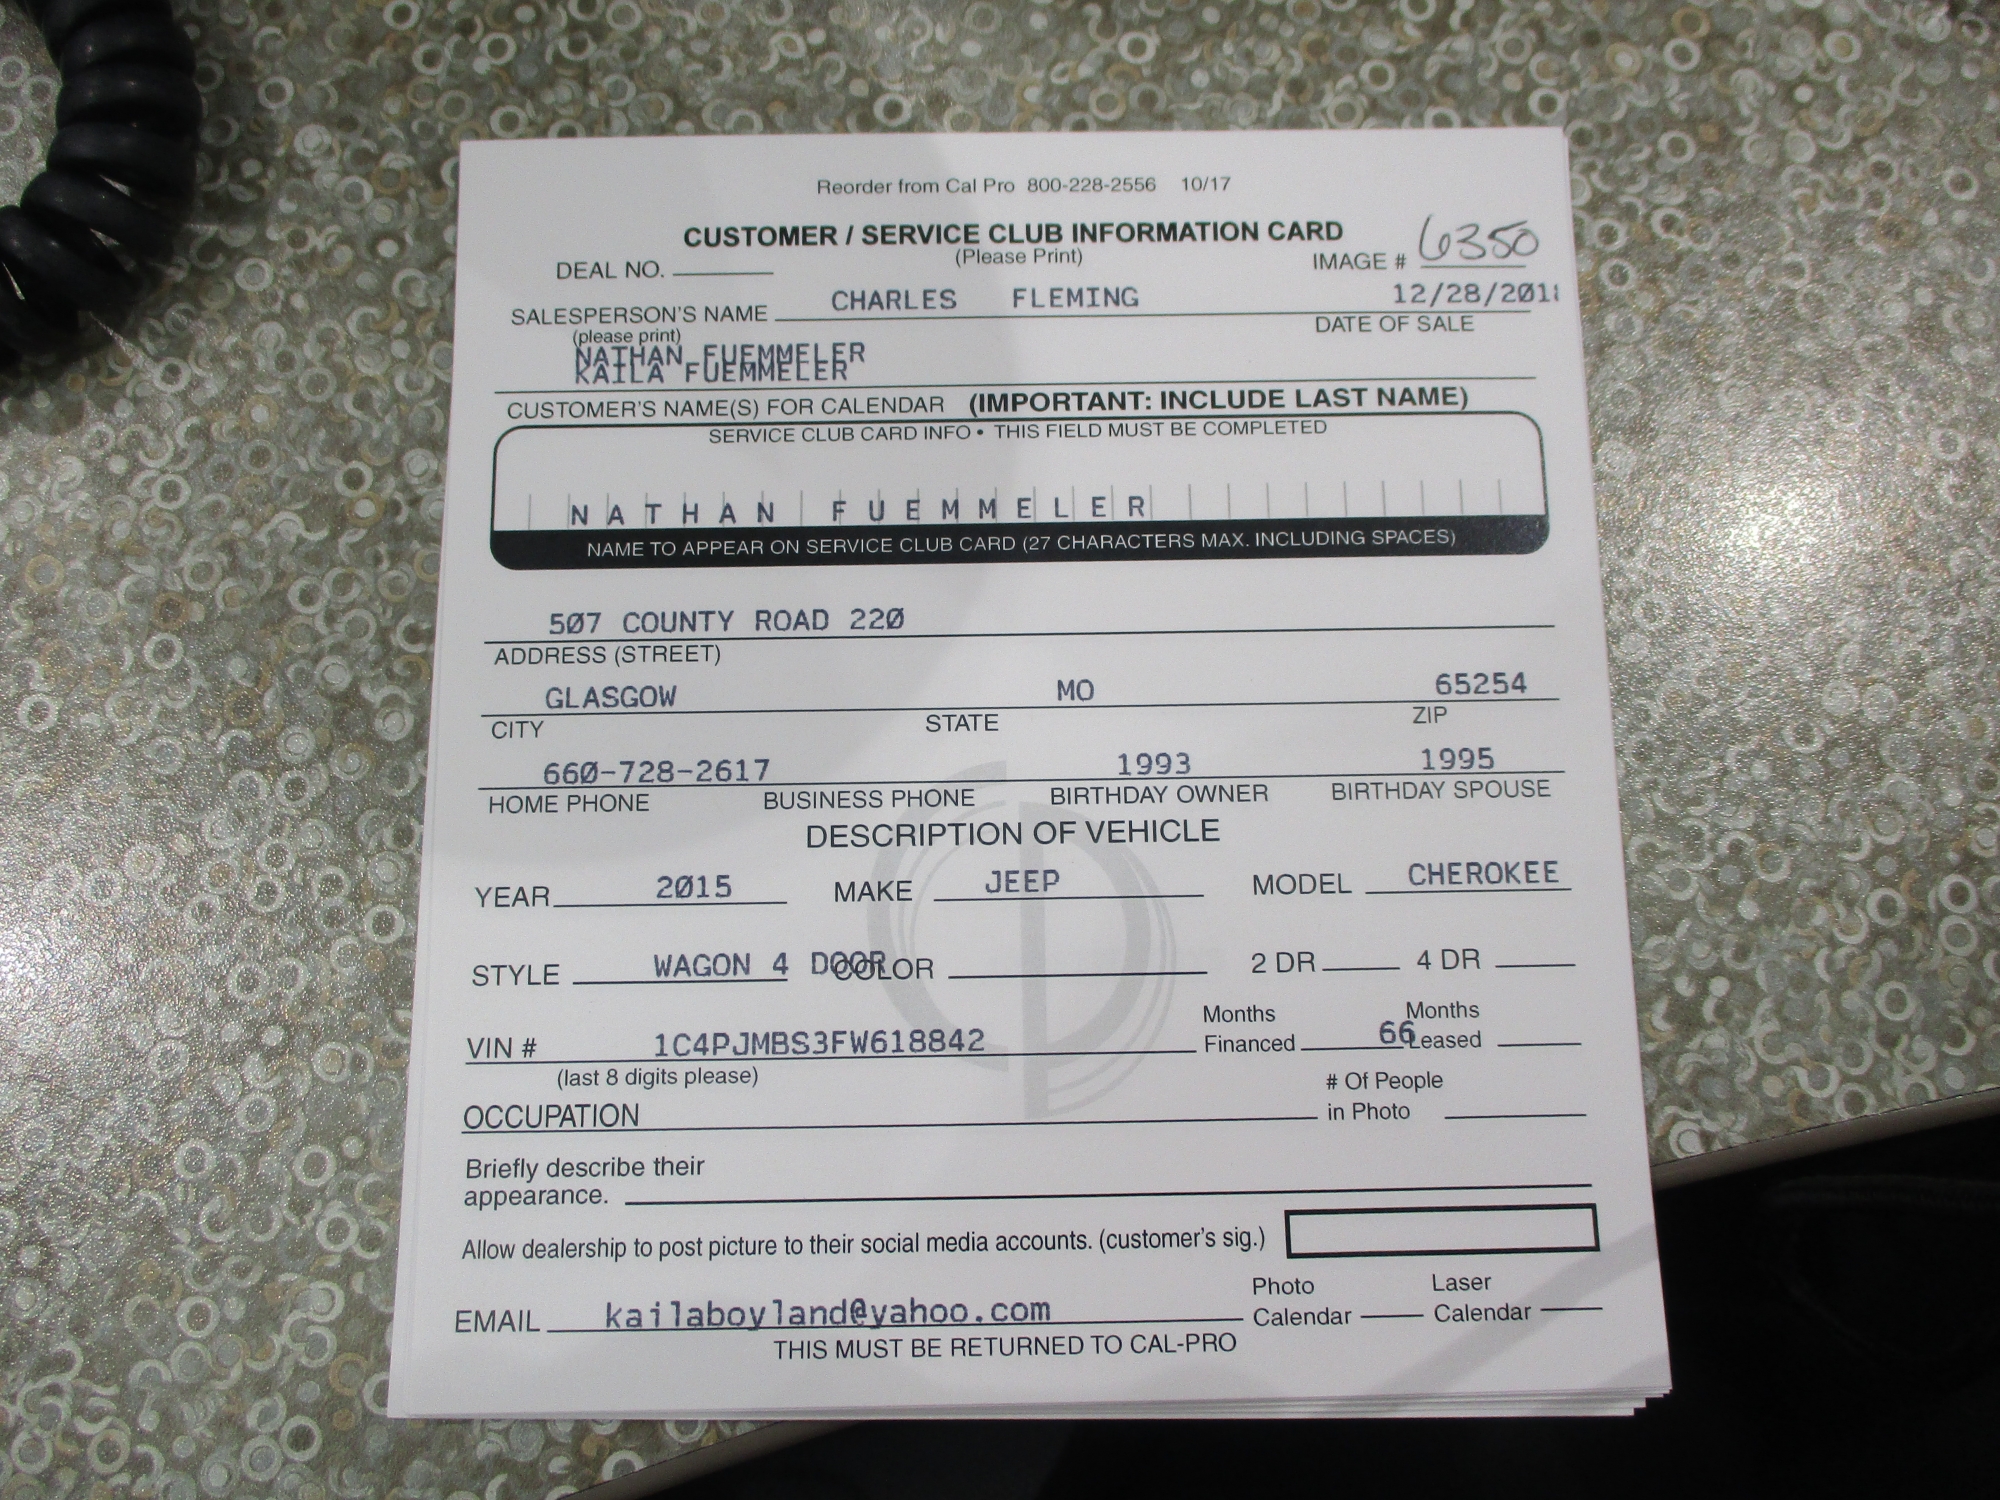 Reorder from Cal Pro 800-228-2556 10/17
CUSTOMER / SERVICE CLUB INFORMATION CARD
(Please Print)
DEAL NO. IMAGE # 6350
SALESPERSON'S NAME CHARLES FLEMING 12/28/201
(please print) DATE OF SALE
NATHAN FUEMMELER
KAILA FUEMMELER
CUSTOMER'S NAME(S) FOR CALENDAR (IMPORTANT: INCLUDE LAST NAME)
SERVICE CLUB CARD INFO • THIS FIELD MUST BE COMPLETED
NATHAN FUEMMELER
NAME TO APPEAR ON SERVICE CLUB CARD (27 CHARACTERS MAX. INCLUDING SPACES)
507 COUNTY ROAD 220
ADDRESS (STREET)
GLASGOW MO 65254
CITY STATE ZIP
660-728-2617 1993 1995
HOME PHONE BUSINESS PHONE BIRTHDAY OWNER BIRTHDAY SPOUSE
DESCRIPTION OF VEHICLE
YEAR 2015 MAKE JEEP MODEL CHEROKEE
STYLE WAGON 4 DOOR COLOR 2 DR 4 DR
Months Months
VIN # 1C4PJMBS3FW618842 Financed 66 Leased
(last 8 digits please) # Of People
OCCUPATION in Photo
Briefly describe their
appearance.
Allow dealership to post picture to their social media accounts. (customer's sig.)
Photo Laser
EMAIL kailaboyland@yahoo.com Calendar Calendar
THIS MUST BE RETURNED TO CAL-PRO